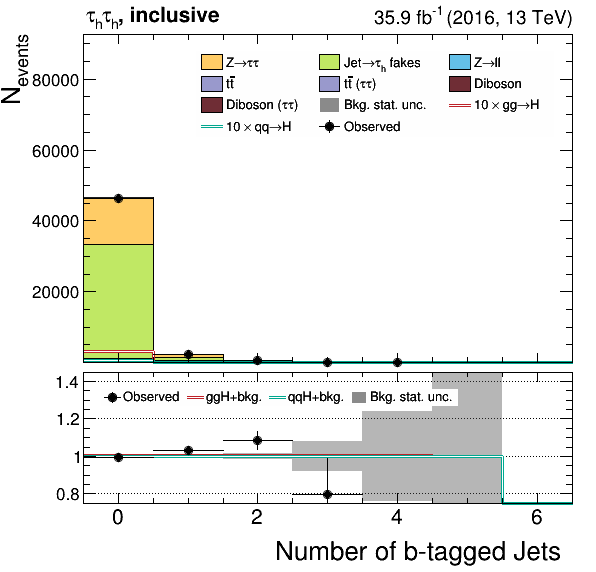 τhτh, inclusive 35.9 fb⁻¹ (2016, 13 TeV)
Nevents
80000
60000
40000
20000
Z→ττ Jet→τh fakes Z→ll
tt̄ tt̄ (ττ) Diboson
Diboson (ττ) Bkg. stat. unc. 10 × gg→H
10 × qq→H Observed
1.4
1.2
1
0.8
Observed ggH+bkg. qqH+bkg. Bkg. stat. unc.
0 2 4 6
Number of b-tagged Jets